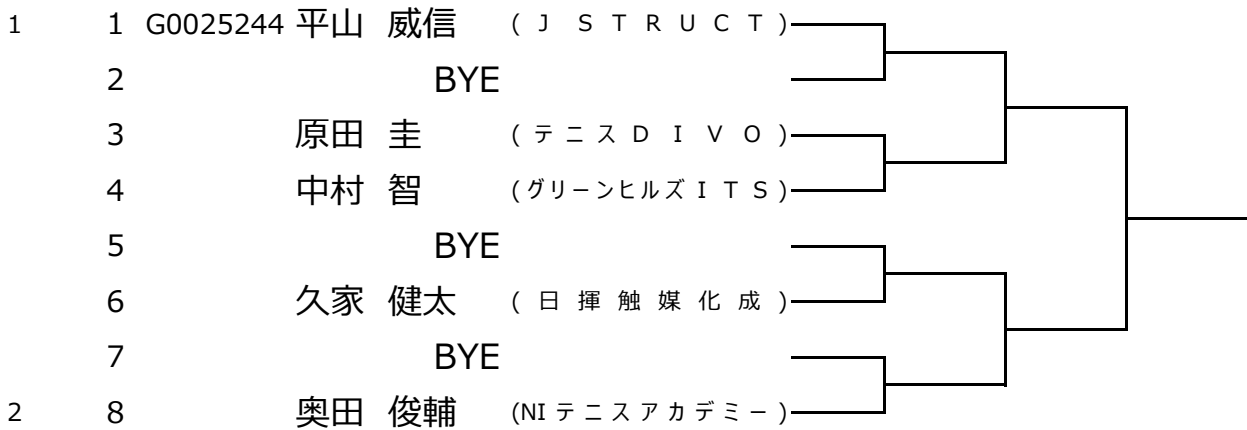 1 1 G0025244 平山 威信 (ＪＳＴＲＵＣＴ)
2 BYE
3 原田 圭 (テニスＤＩＶＯ)
4 中村 智 (グリーンヒルズＩＴＳ)
5 BYE
6 久家 健太 (日揮触媒化成)
7 BYE
2 8 奥田 俊輔 (NIテニスアカデミー)